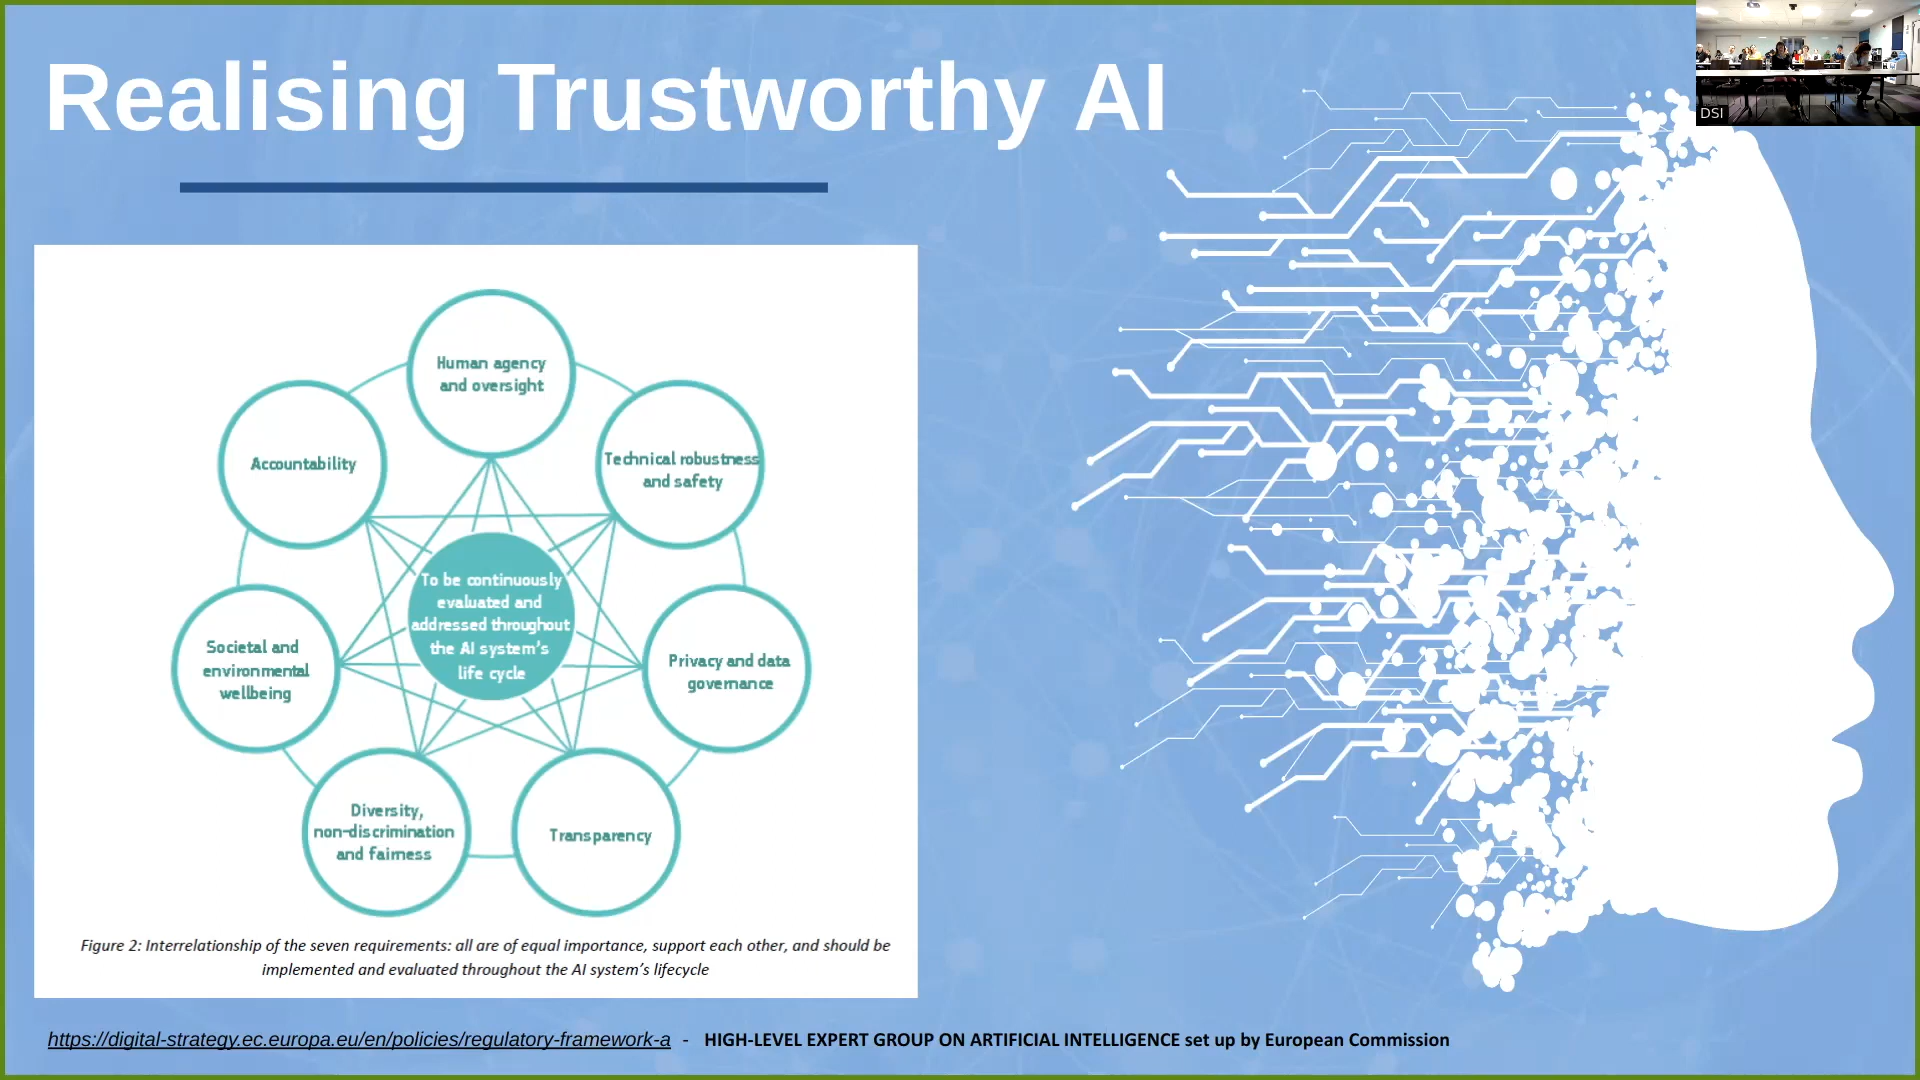 Realising Trustworthy AI
DSI
Human agency
and oversight
Technical robustness
and safety
Privacy and data
governance
Transparency
Diversity,
non-discrimination
and fairness
Societal and
environmental
wellbeing
Accountability
To be continuously
evaluated and
addressed throughout
the AI system's
life cycle
Figure 2: Interrelationship of the seven requirements: all are of equal importance, support each other, and should be
implemented and evaluated throughout the AI system's lifecycle
https://digital-strategy.ec.europa.eu/en/policies/regulatory-framework-a - HIGH-LEVEL EXPERT GROUP ON ARTIFICIAL INTELLIGENCE set up by European Commission